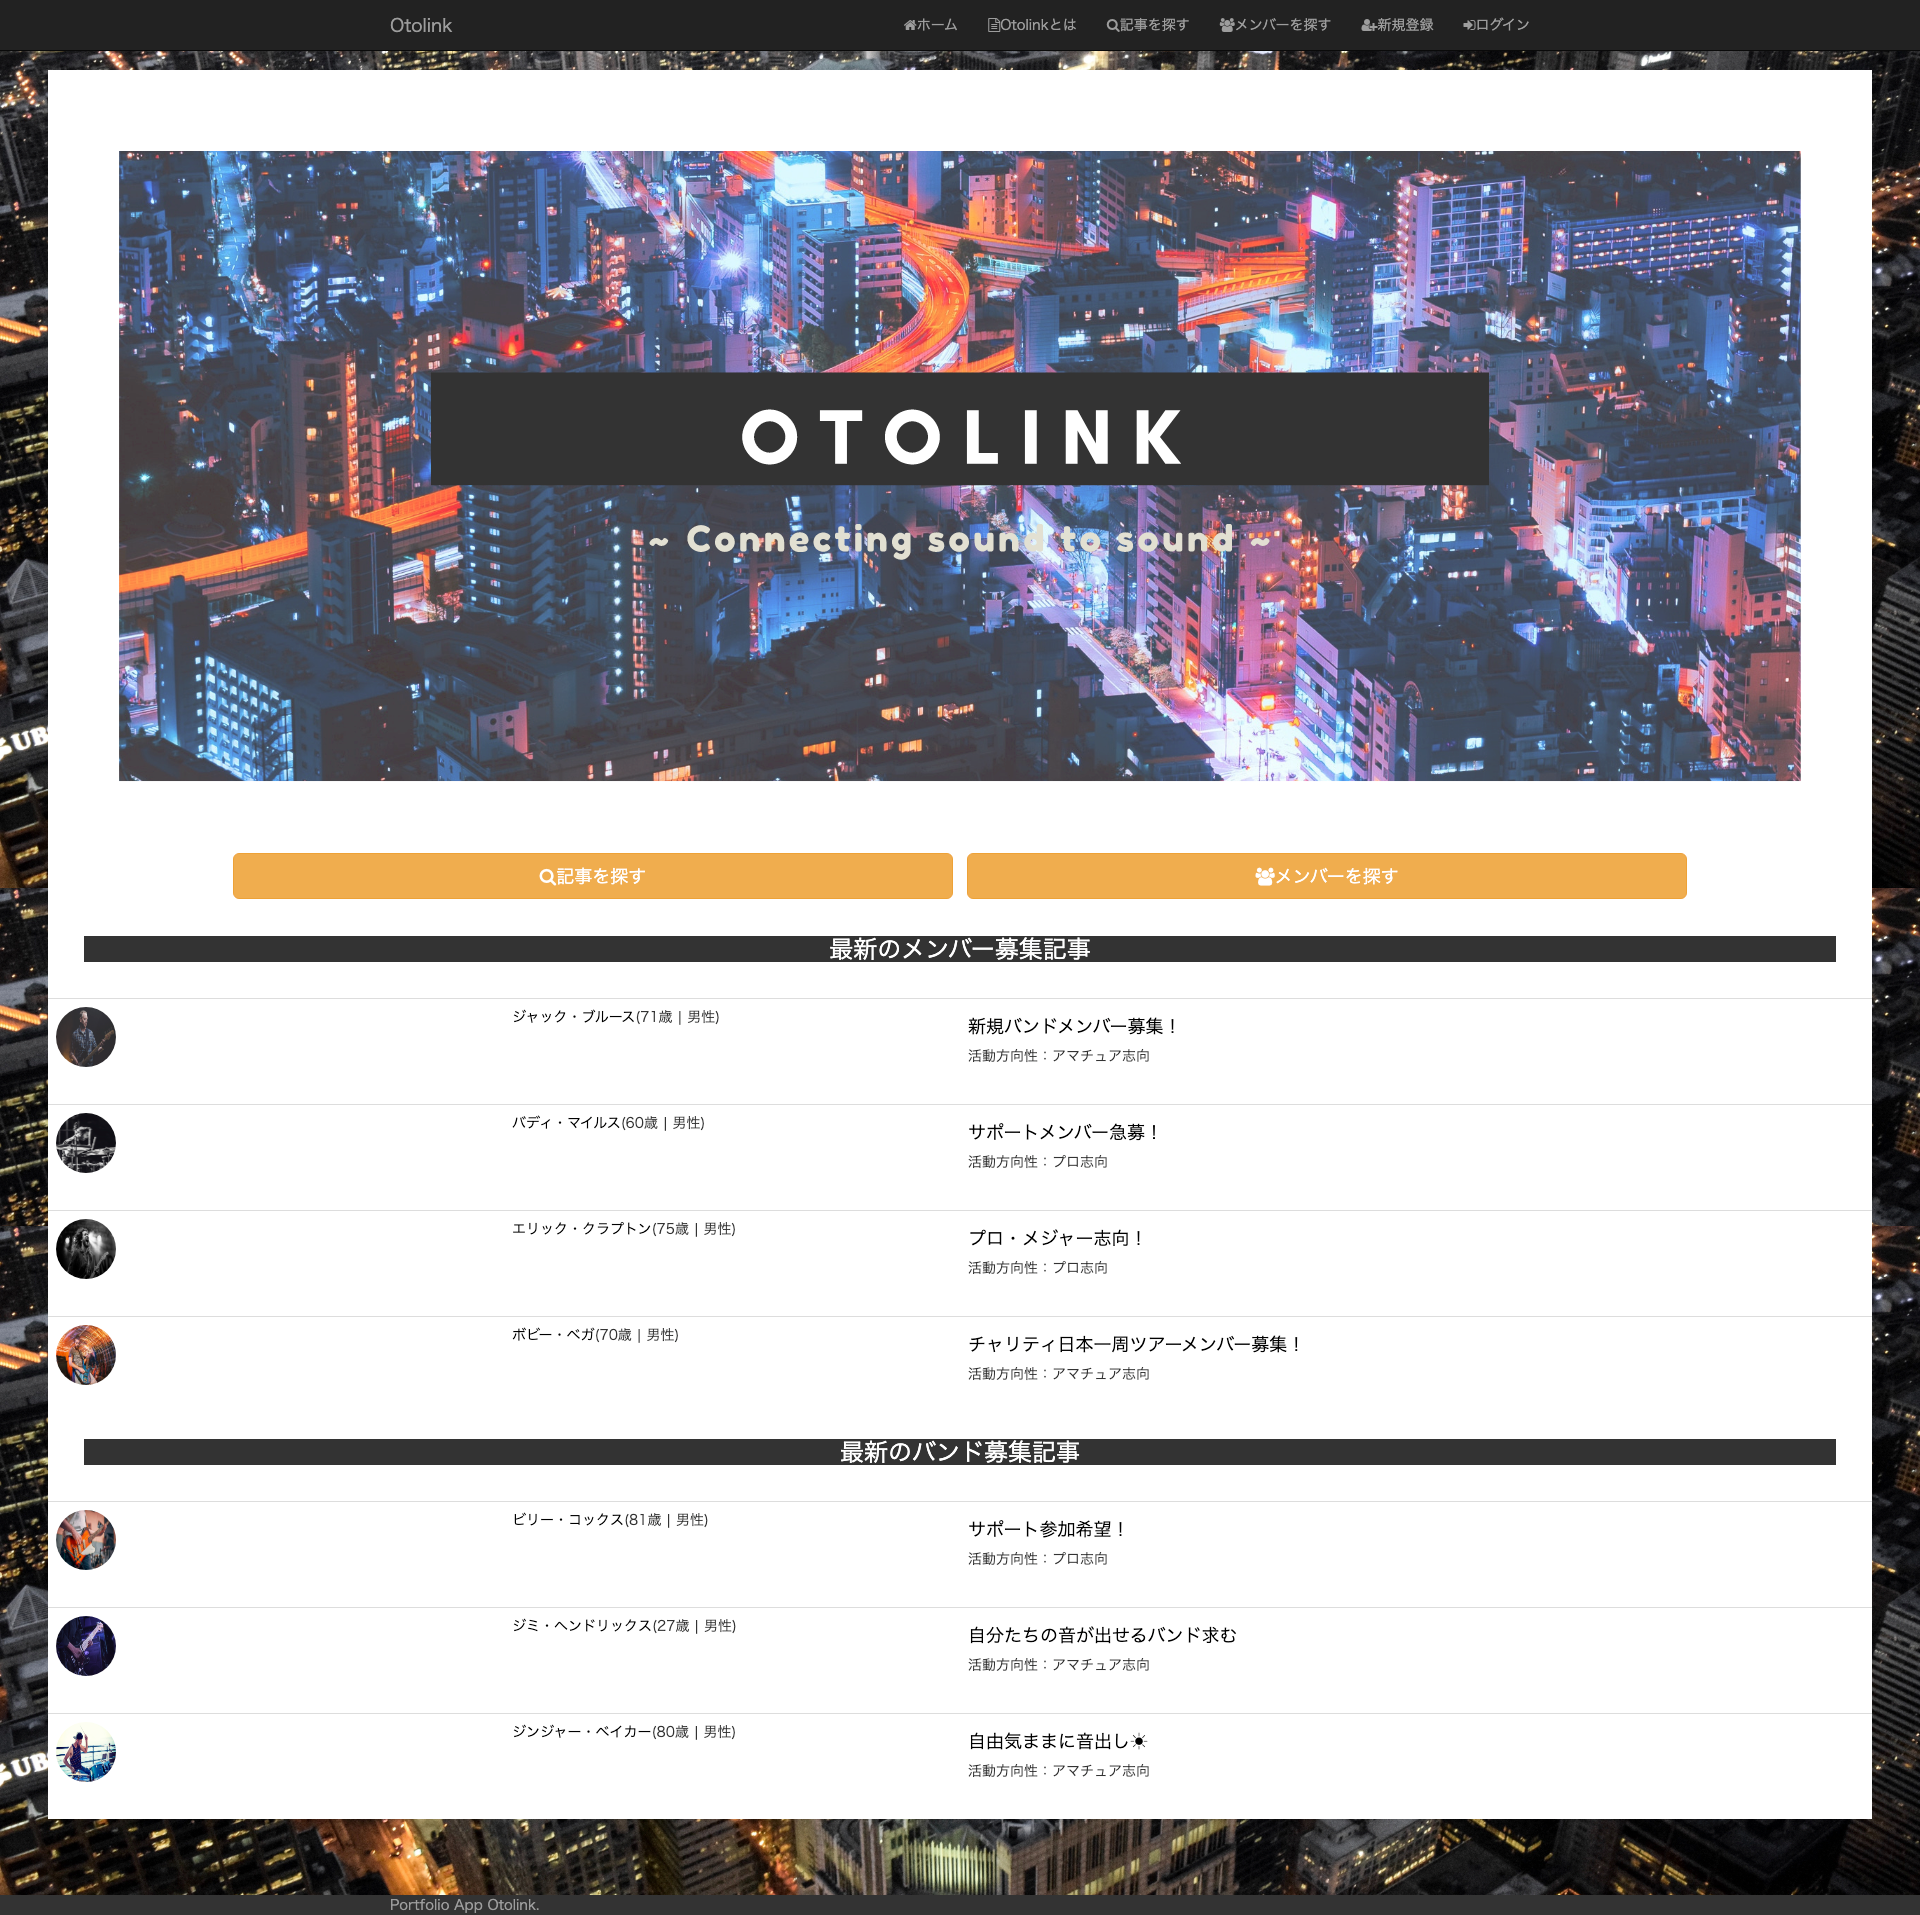 Otolink
ホーム
Otolinkとは
記事を探す
メンバーを探す
新規登録
ログイン
OTOLINK
~ Connecting sound to sound ~
記事を探す
メンバーを探す
最新のメンバー募集記事
ジャック・ブルース(71歳 | 男性)
新規バンドメンバー募集！
活動方向性：アマチュア志向
バディ・マイルス(60歳 | 男性)
サポートメンバー急募！
活動方向性：プロ志向
エリック・クラプトン(75歳 | 男性)
プロ・メジャー志向！
活動方向性：プロ志向
ボビー・ベガ(70歳 | 男性)
チャリティ日本一周ツアーメンバー募集！
活動方向性：アマチュア志向
最新のバンド募集記事
ビリー・コックス(81歳 | 男性)
サポート参加希望！
活動方向性：プロ志向
ジミ・ヘンドリックス(27歳 | 男性)
自分たちの音が出せるバンド求む
活動方向性：アマチュア志向
ジンジャー・ベイカー(80歳 | 男性)
自由気ままに音出し☀
活動方向性：アマチュア志向
Portfolio App Otolink.